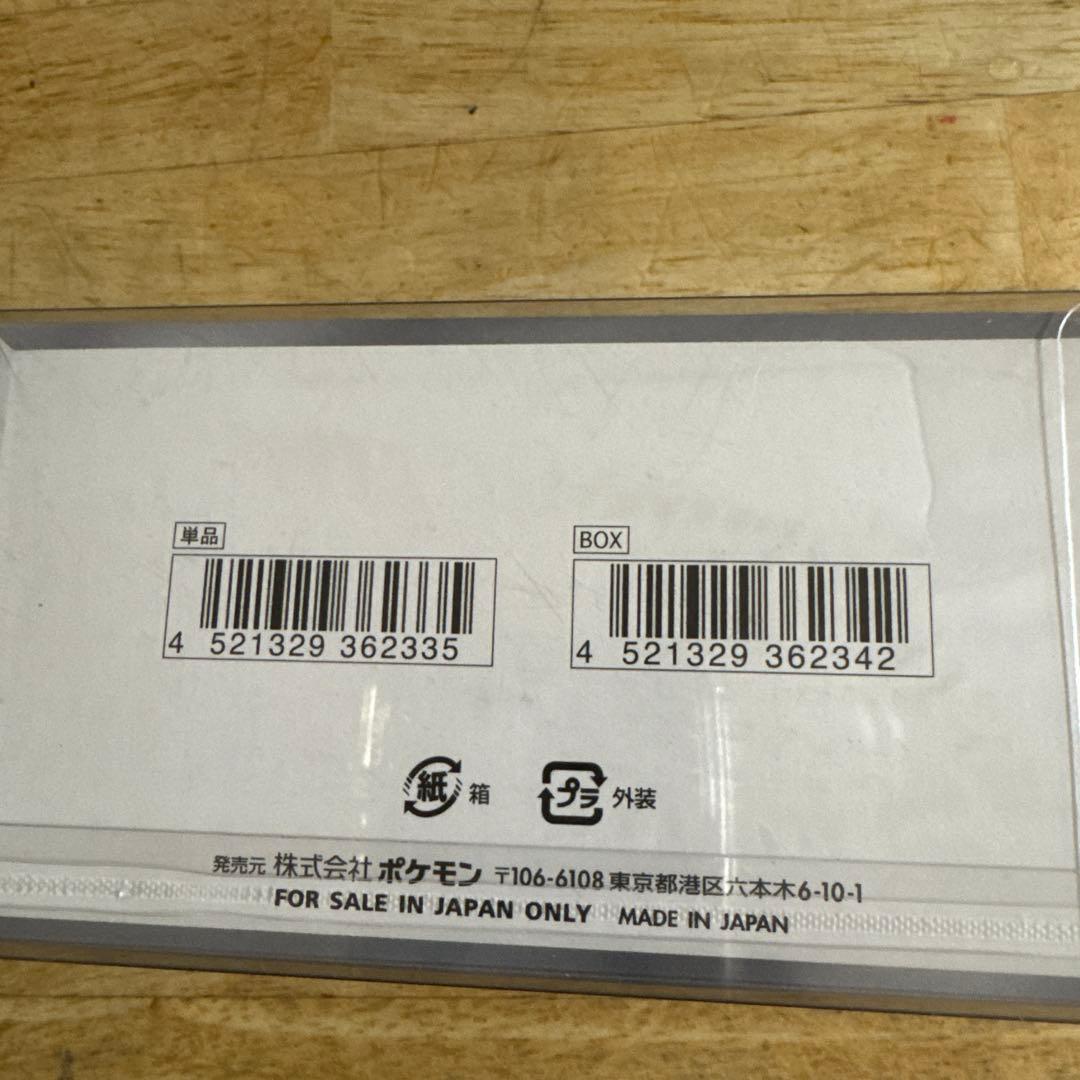 単品
4 521329 362335
BOX
4 521329 362342
紙 箱
プラ 外装
発売元 株式会社 ポケモン 〒106-6108 東京都港区六本木6-10-1
FOR SALE IN JAPAN ONLY MADE IN JAPAN